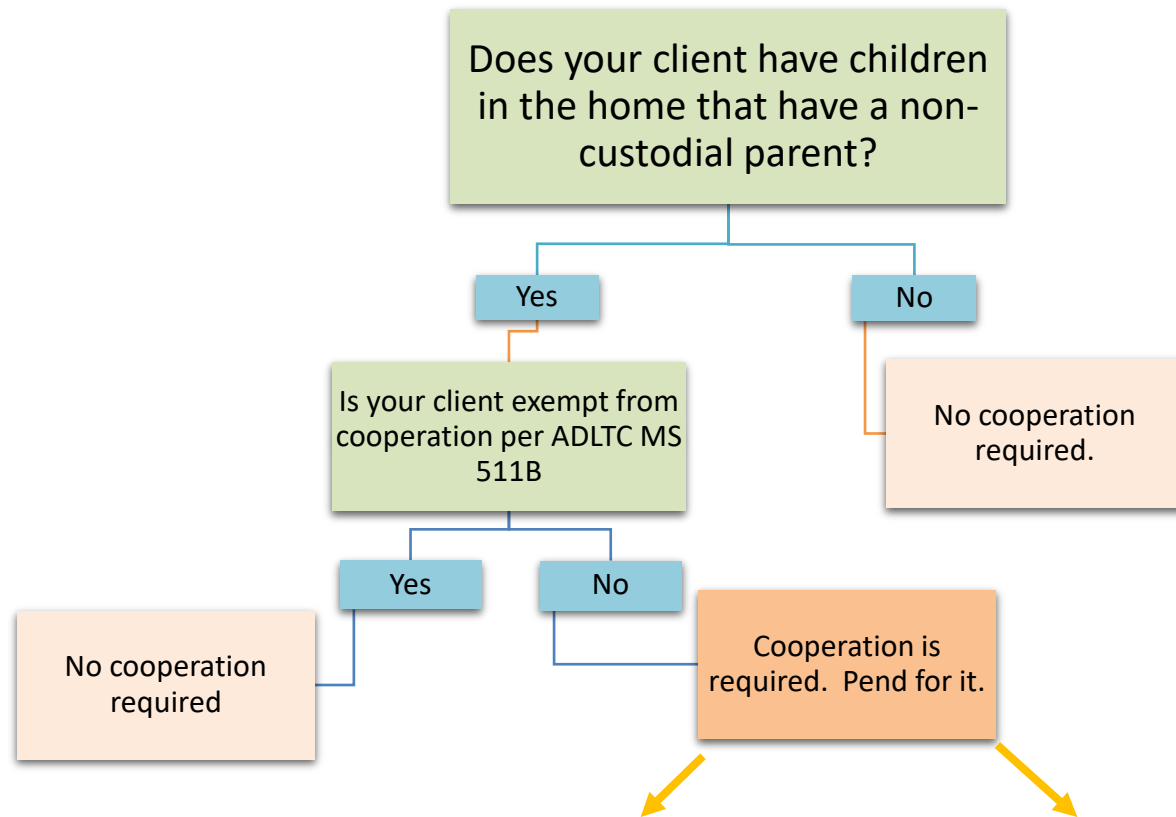 Does your client have children
in the home that have a non-
custodial parent?
Yes
No
Is your client exempt from
cooperation per ADLTC MS
511B
No cooperation
required.
Yes
No
No cooperation
required
Cooperation is
required.  Pend for it.